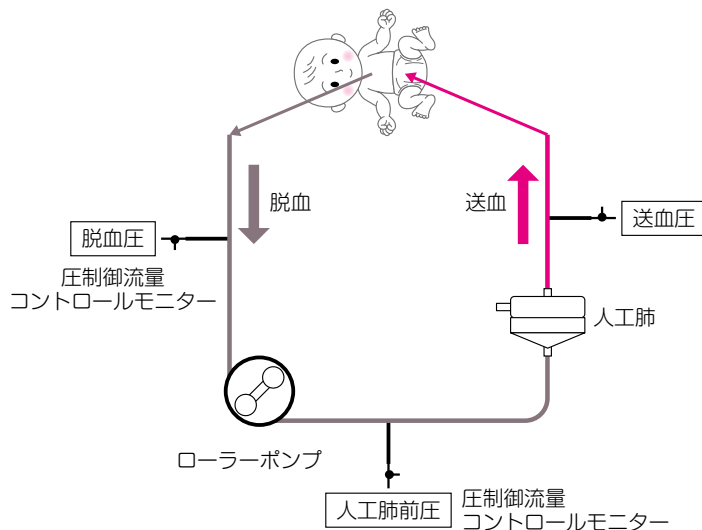 脱血
送血
脱血圧
送血圧
圧制御流量
コントロールモニター
人工肺
ローラーポンプ
人工肺前圧
圧制御流量
コントロールモニター